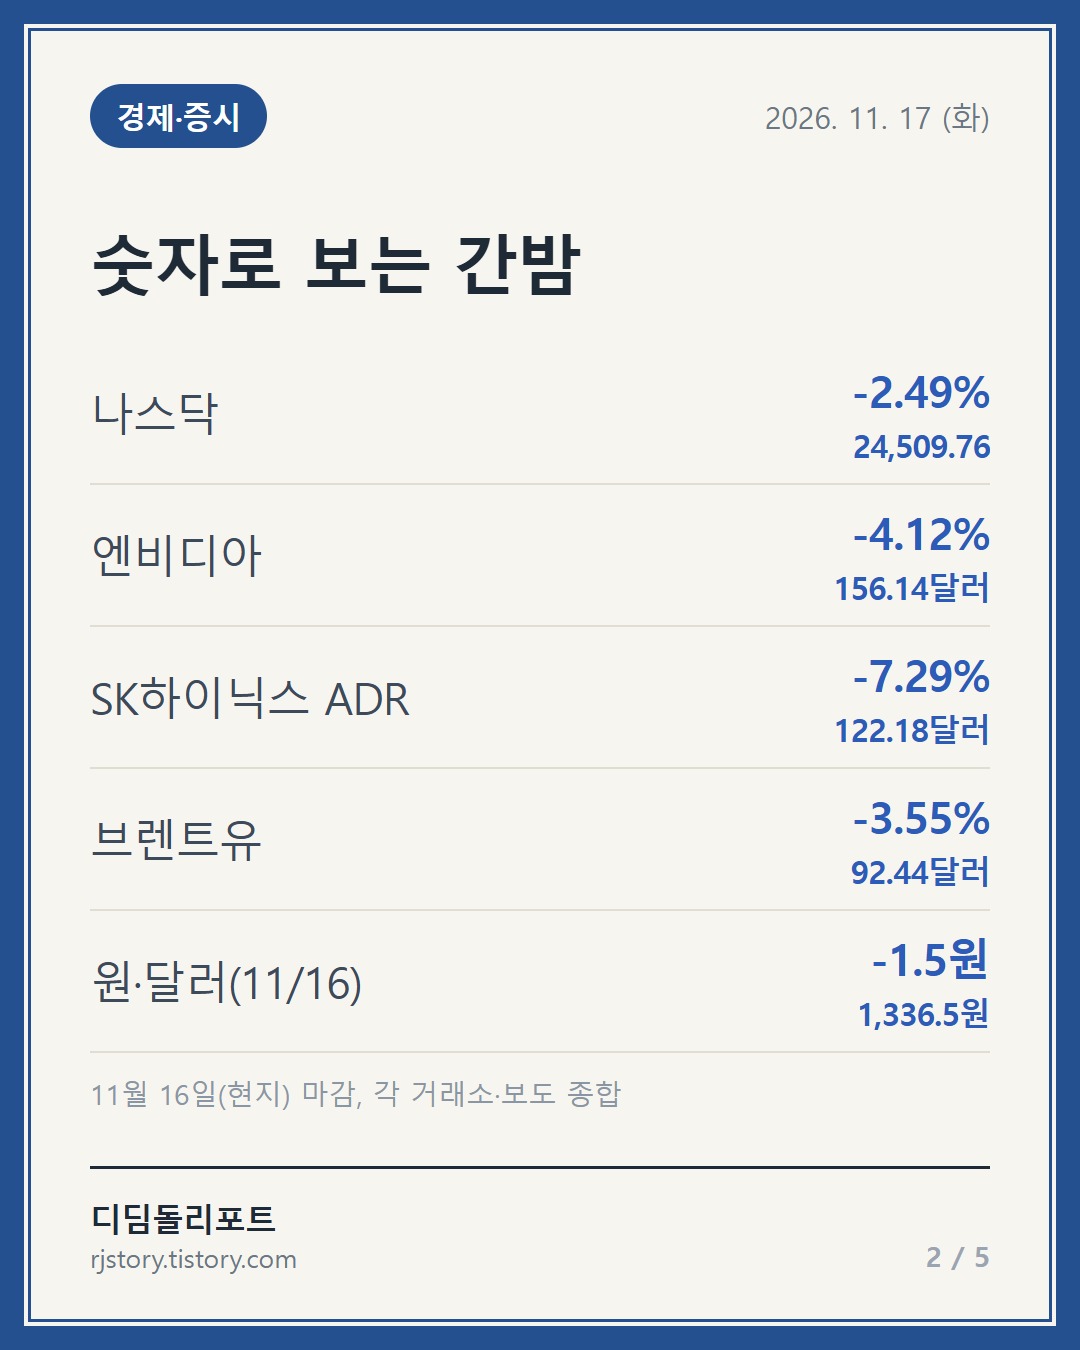 경제·증시
2026. 11. 17 (화)
숫자로 보는 간밤
나스닥
-2.49%
24,509.76
엔비디아
-4.12%
156.14달러
SK하이닉스 ADR
-7.29%
122.18달러
브렌트유
-3.55%
92.44달러
원·달러(11/16)
-1.5원
1,336.5원
11월 16일(현지) 마감, 각 거래소·보도 종합
디딤돌리포트
rjstory.tistory.com
2 / 5